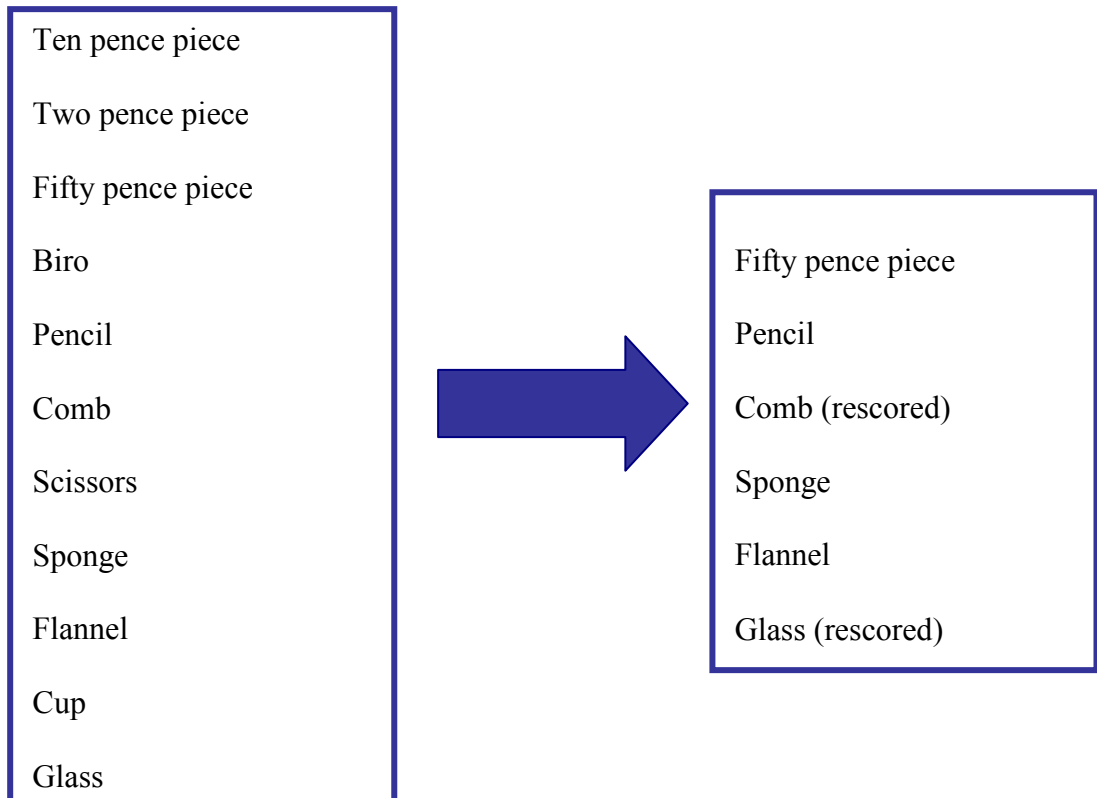 Ten pence piece
Two pence piece
Fifty pence piece
Biro
Pencil
Comb
Scissors
Sponge
Flannel
Cup
Glass
Fifty pence piece
Pencil
Comb (rescored)
Sponge
Flannel
Glass (rescored)